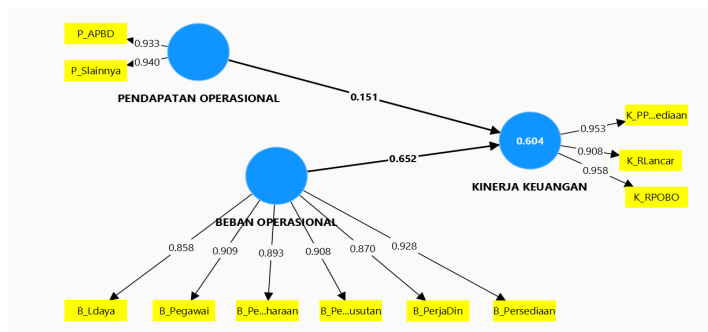 P_APBD
0.933
P_Slainnya
0.940
PENDAPATAN OPERASIONAL
0.151
K_PP...ediaan
0.953
0.604
0.908
K_RLancar
0.652
0.958
KINERJA KEUANGAN
K_RPOBO
BEBAN OPERASIONAL
0.858
0.909
0.893
0.908
0.870
0.928
B_Ldaya
B_Pegawai
B_Pe...haraan
B_Pe...usutan
B_PerjaDin
B_Persediaan